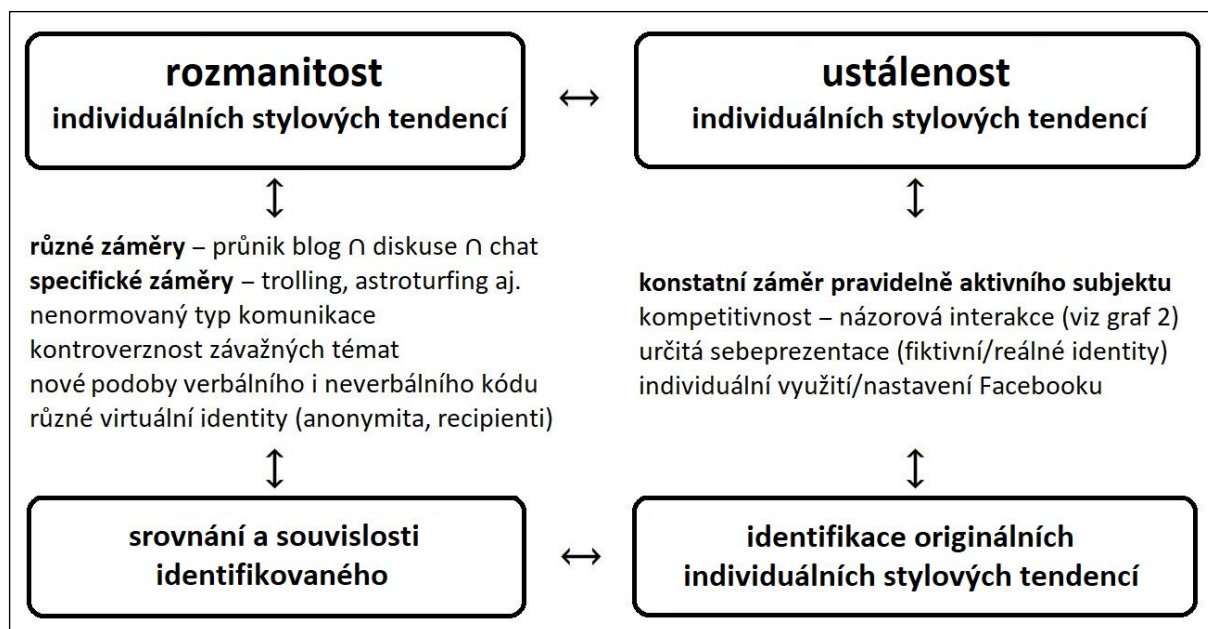 rozmanitost
individuálních stylových tendencí
↔
ustálenost
individuálních stylových tendencí
↕
↕
různé záměry – průnik blog ∩ diskuse ∩ chat
specifické záměry – trolling, astroturfing aj.
nenormovaný typ komunikace
kontroverznost závažných témat
nové podoby verbálního i neverbálního kódu
různé virtuální identity (anonymita, recipienti)
konstatní záměr pravidelně aktivního subjektu
kompetitivnost – názorová interakce (viz graf 2)
určitá sebeprezentace (fiktivní/reálné identity)
individuální využití/nastavení Facebooku
↕
↕
srovnání a souvislosti
identifikovaného
↔
identifikace originálních
individuálních stylových tendencí